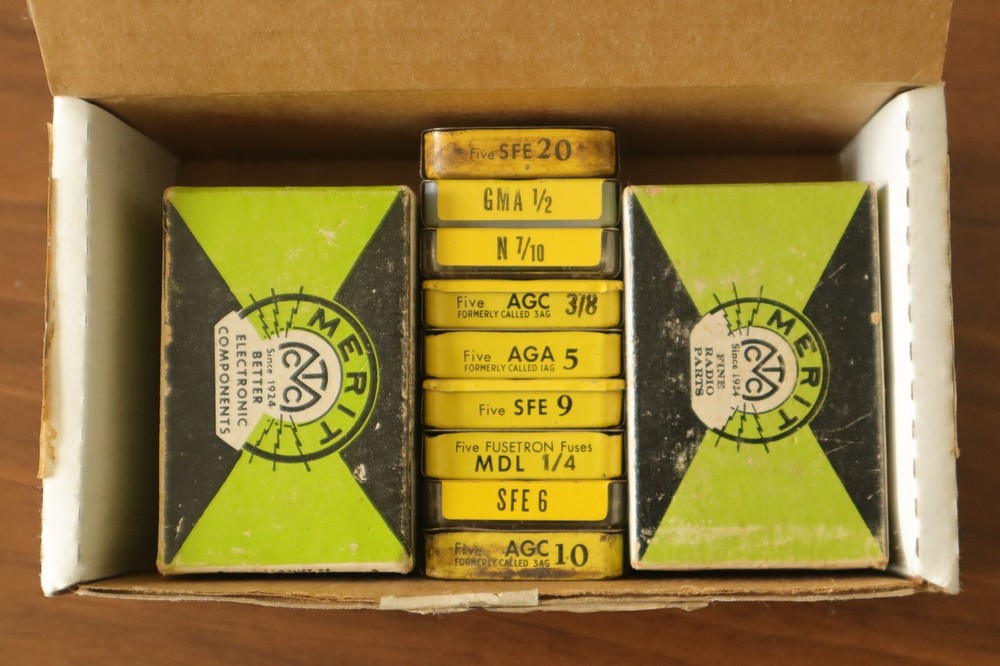 MERIT
CTMC
Since 1924
BETTER
ELECTRONIC
COMPONENTS
Five SFE 20
GMA 1/2
N 7/10
Five AGC 3/8
FORMERLY CALLED 3AG
Five AGA 5
FORMERLY CALLED 1AG
Five SFE 9
Five FUSETRON Fuses
MDL 1/4
SFE 6
Five AGC 10
FORMERLY CALLED 3AG
MERIT
CTMC
Since 1924
FINE
RADIO
PARTS